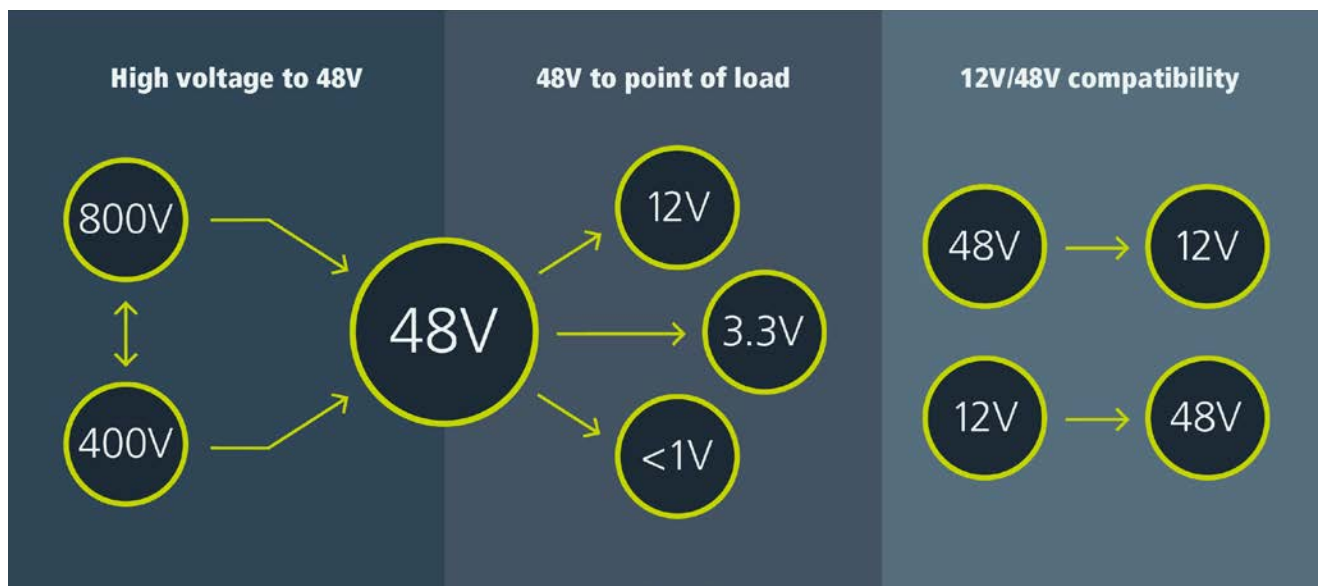 High voltage to 48V
800V
400V
48V
48V to point of load
12V
3.3V
<1V
12V/48V compatibility
48V
12V
12V
48V